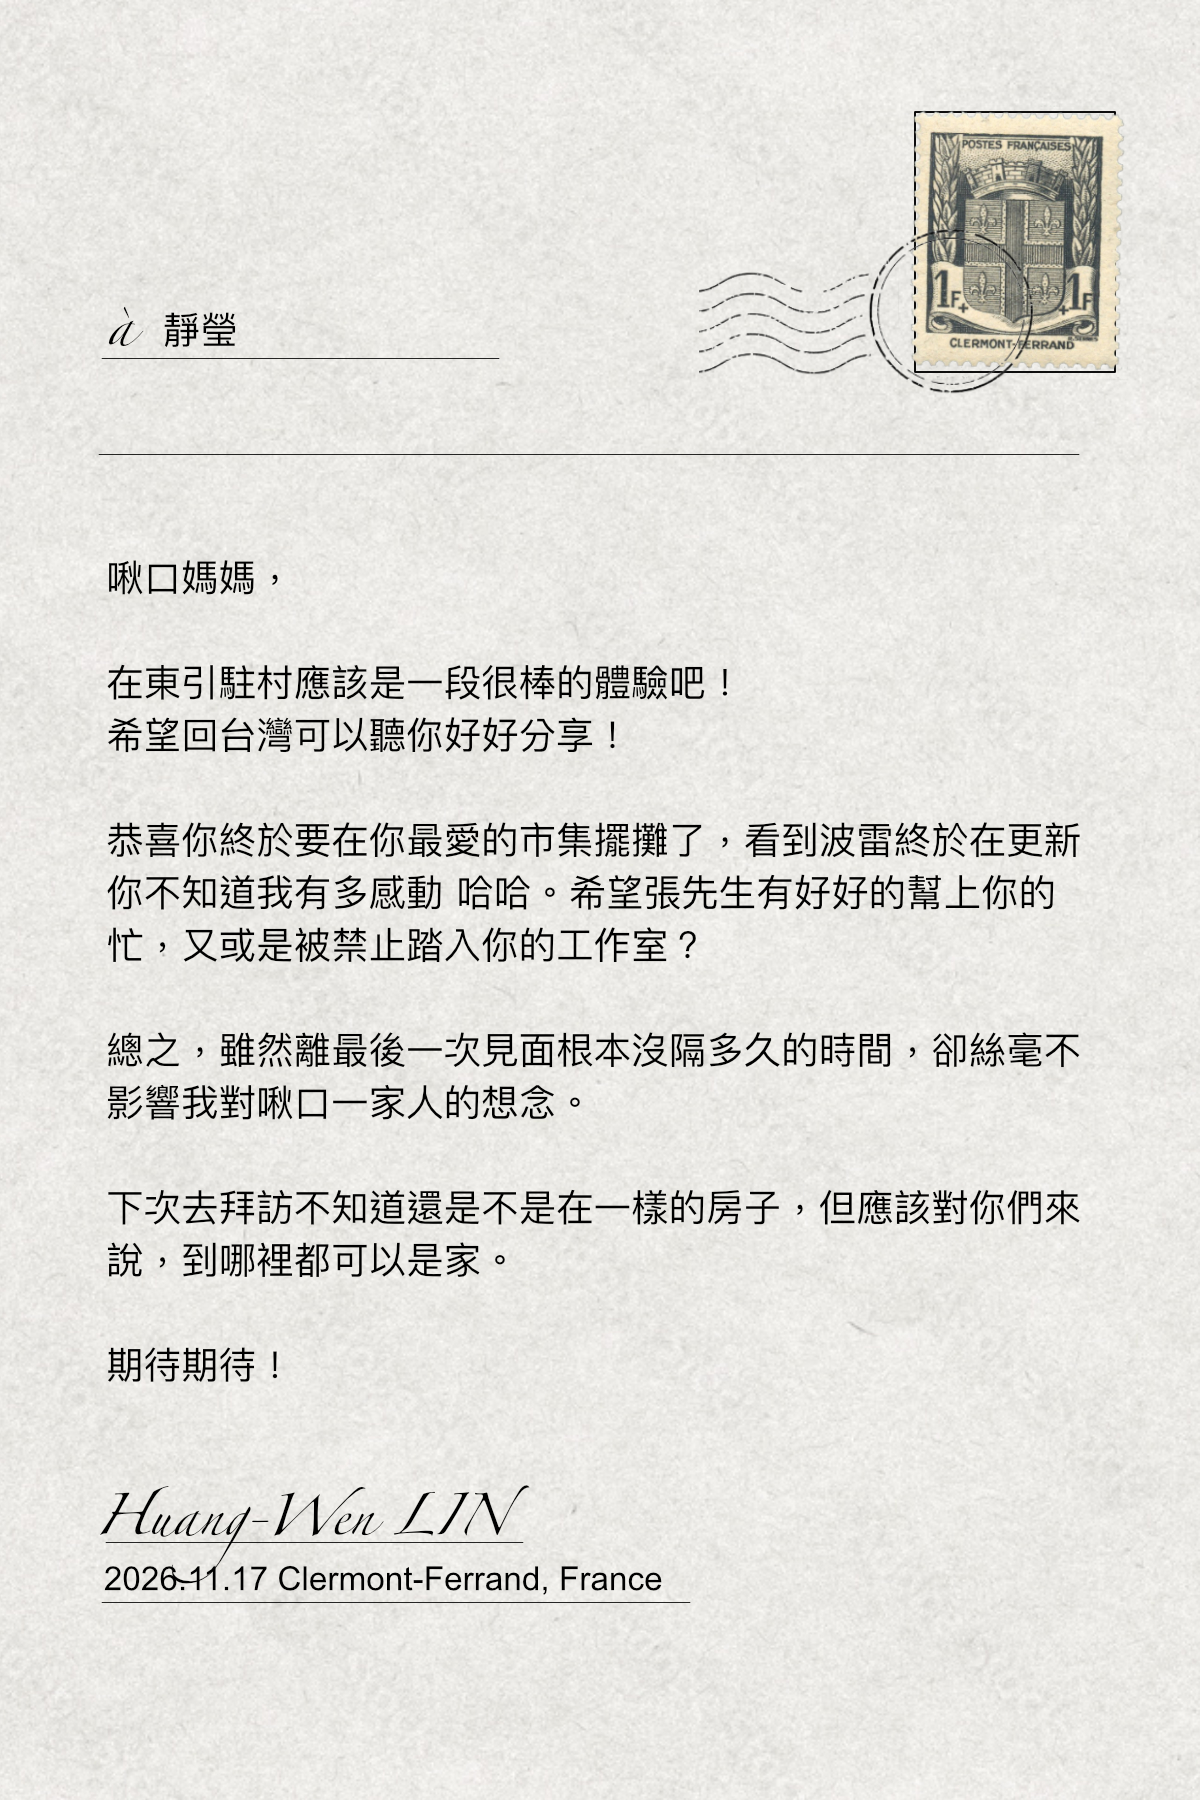 POSTES FRANÇAISES
1F+
+1F
CLERMONT-FERRAND
à 靜瑩
啾口媽媽，
在東引駐村應該是一段很棒的體驗吧！
希望回台灣可以聽你好好分享！
恭喜你終於要在你最愛的市集擺攤了，看到波雷終於在更新
你不知道我有多感動 哈哈。希望張先生有好好的幫上你的
忙，又或是被禁止踏入你的工作室？
總之，雖然離最後一次見面根本沒隔多久的時間，卻絲毫不
影響我對啾口一家人的想念。
下次去拜訪不知道還是不是在一樣的房子，但應該對你們來
說，到哪裡都可以是家。
期待期待！
Huang-Wen LIN
2026.11.17 Clermont-Ferrand, France